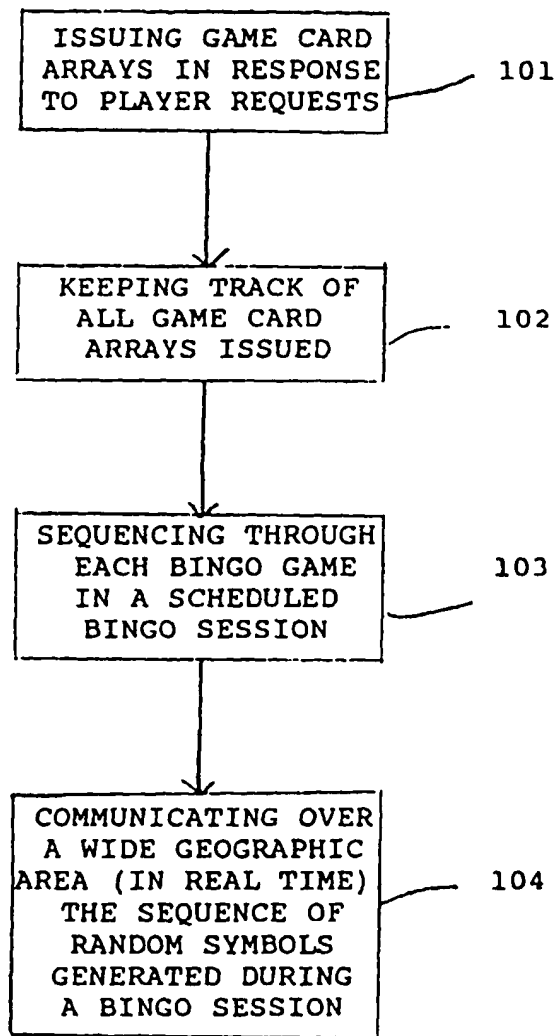 ISSUING GAME CARD
ARRAYS IN RESPONSE
TO PLAYER REQUESTS
101
KEEPING TRACK OF
ALL GAME CARD
ARRAYS ISSUED
102
SEQUENCING THROUGH
EACH BINGO GAME
IN A SCHEDULED
BINGO SESSION
103
COMMUNICATING OVER
A WIDE GEOGRAPHIC
AREA (IN REAL TIME)
THE SEQUENCE OF
RANDOM SYMBOLS
GENERATED DURING
A BINGO SESSION
104